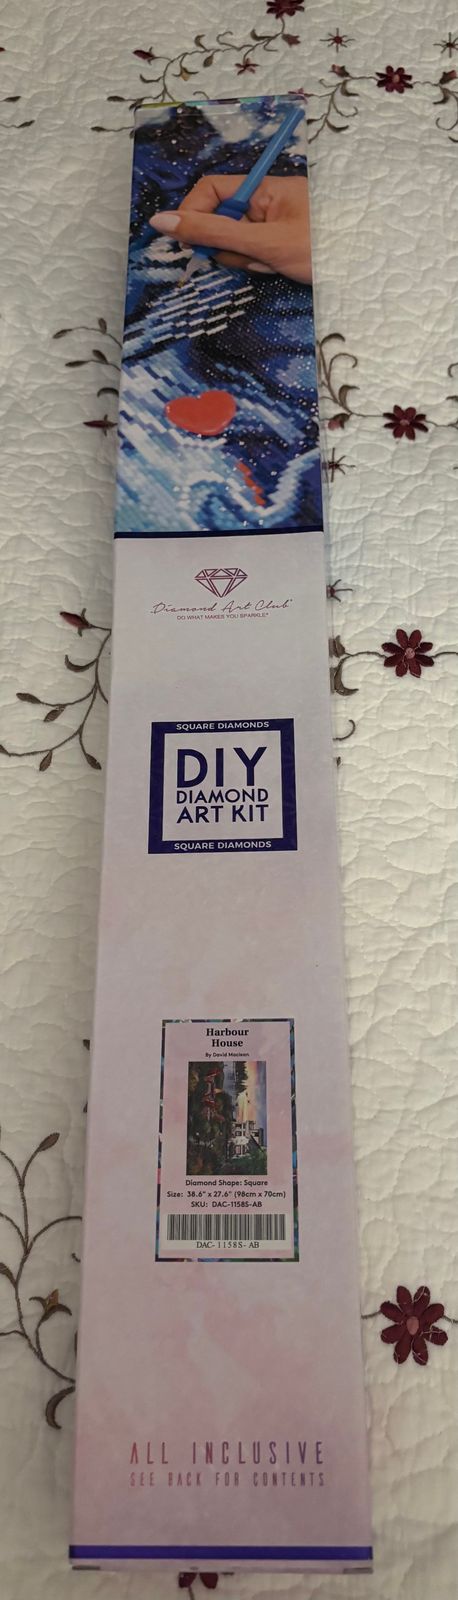 Diamond Art Club®
DO WHAT MAKES YOU SPARKLE®
SQUARE DIAMONDS
DIY
DIAMOND
ART KIT
SQUARE DIAMONDS
Harbour
House
By David Maclean
Diamond Shape: Square
Size: 38.6" x 27.6" (98cm x 70cm)
SKU: DAC-1158S-AB
DAC-1158S-AB
ALL INCLUSIVE
SEE BACK FOR CONTENTS